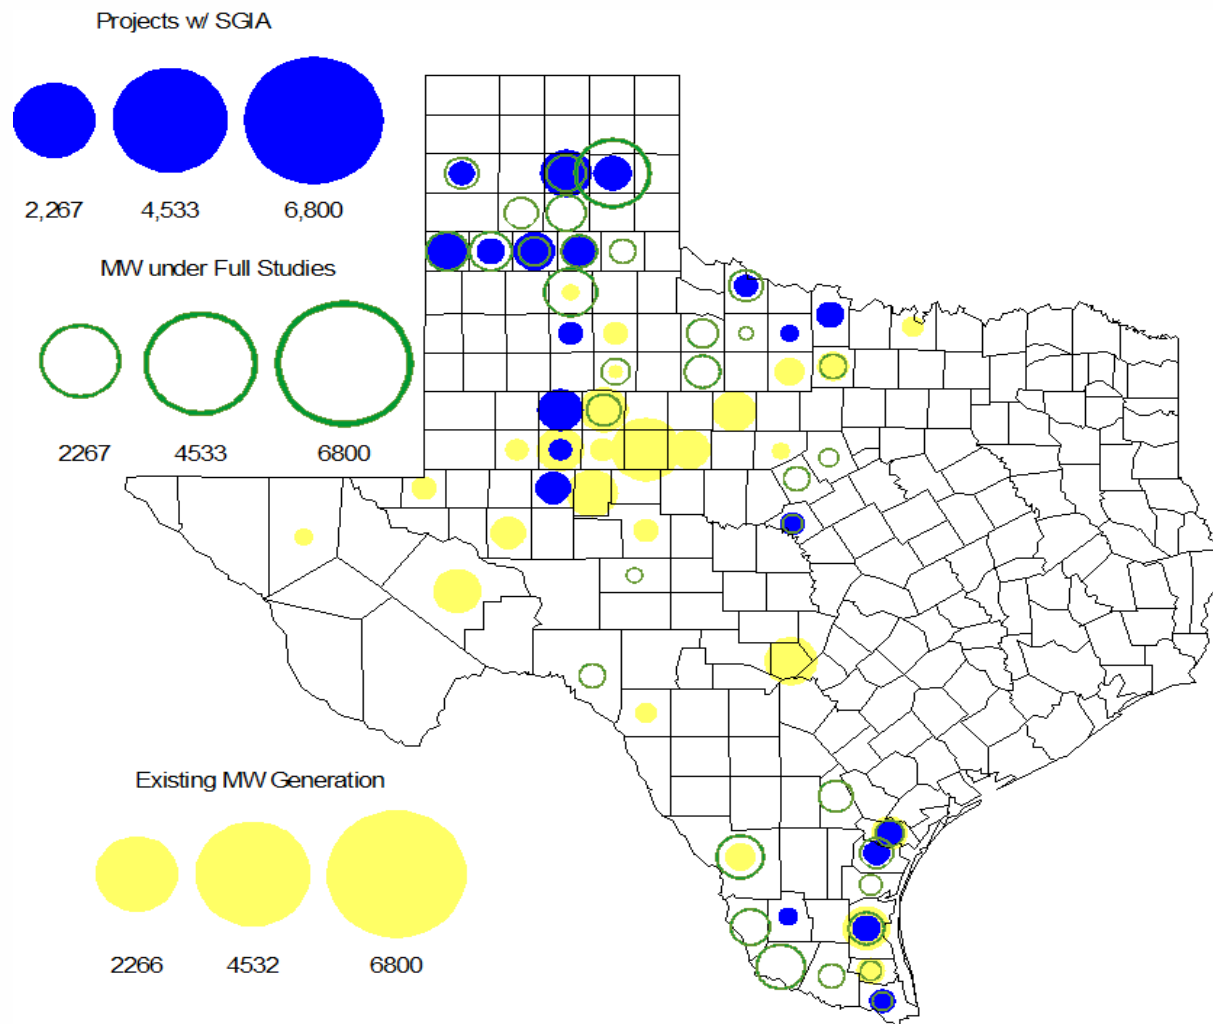 Projects w/ SGIA
2,267 4,533 6,800
MW under Full Studies
2267 4533 6800
Existing MW Generation
2266 4532 6800